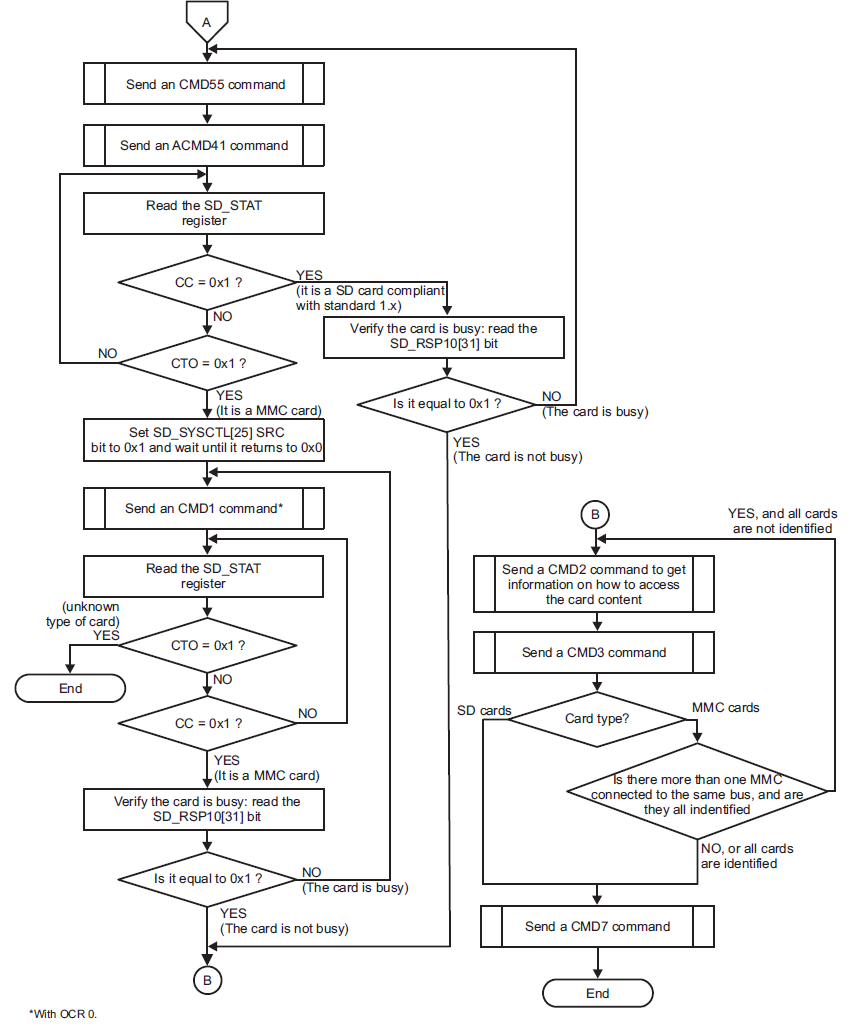 A
Send an CMD55 command
Send an ACMD41 command
Read the SD_STAT
register
CC = 0x1 ?
YES
(it is a SD card compliant
with standard 1.x)
NO
Verify the card is busy: read the
SD_RSP10[31] bit
CTO = 0x1 ?
NO
YES
(It is a MMC card)
Is it equal to 0x1 ?
NO
(The card is busy)
YES
(The card is not busy)
Set SD_SYSCTL[25] SRC
bit to 0x1 and wait until it returns to 0x0
Send an CMD1 command*
Read the SD_STAT
register
(unknown
type of card)
YES
CTO = 0x1 ?
End
NO
CC = 0x1 ?
NO
YES
(It is a MMC card)
Verify the card is busy: read the
SD_RSP10[31] bit
Is it equal to 0x1 ?
NO
(The card is busy)
YES
(The card is not busy)
B
B
YES, and all cards
are not identified
Send a CMD2 command to get
information on how to access
the card content
Send a CMD3 command
SD cards
Card type?
MMC cards
Is there more than one MMC
connected to the same bus, and are
they all indentified
NO, or all cards
are identified
Send a CMD7 command
End
*With OCR 0.